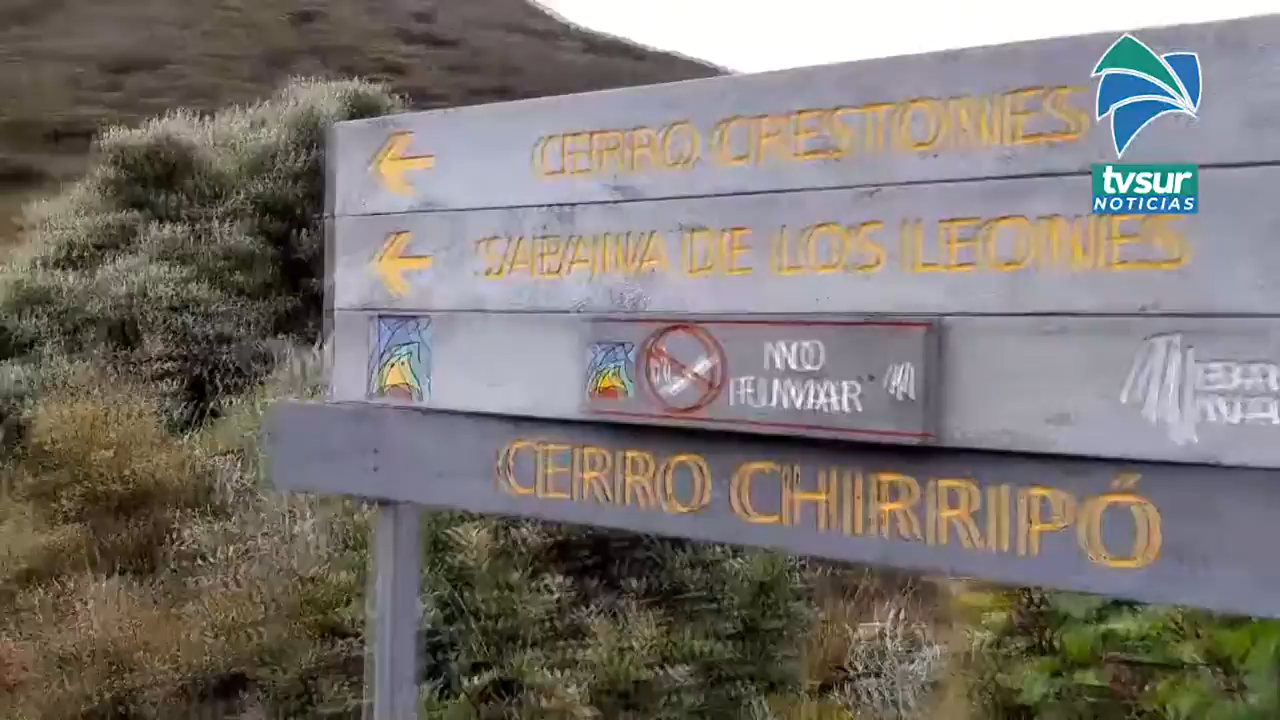 CERRO CRESTONES
tvsur
NOTICIAS
SABANA DE LOS LEONES
NO
FUMAR
CERRO CHIRRIPÓ